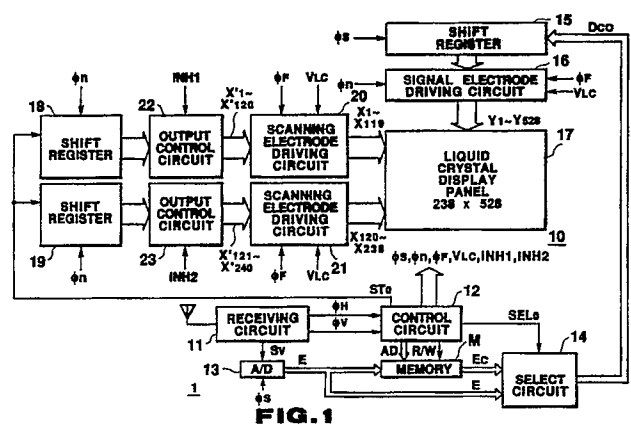 15
Dco
ϕs
SHIFT
REGISTER
16
ϕn
SIGNAL ELECTRODE
DRIVING CIRCUIT
ϕF
VLC
Y1~Y528
ϕn
INH1
X'1~
X'120
ϕF
VLC
18
22
20
X1~
X119
17
SHIFT
REGISTER
OUTPUT
CONTROL
CIRCUIT
SCANNING
ELECTRODE
DRIVING
CIRCUIT
LIQUID
CRYSTAL
DISPLAY
PANEL
238 x 528
SHIFT
REGISTER
OUTPUT
CONTROL
CIRCUIT
SCANNING
ELECTRODE
DRIVING
CIRCUIT
19
ϕn
23
INH2
X'121~
X'240
ϕF
VLC
21
X120~
X238
10
ϕs,ϕn,ϕF,VLC,INH1,INH2
STo
12
RECEIVING
CIRCUIT
11
ϕH
ϕV
CONTROL
CIRCUIT
SELo
14
Sv
AD
R/W
M
13
A/D
E
MEMORY
Ec
E
SELECT
CIRCUIT
1
ϕs
FIG.1